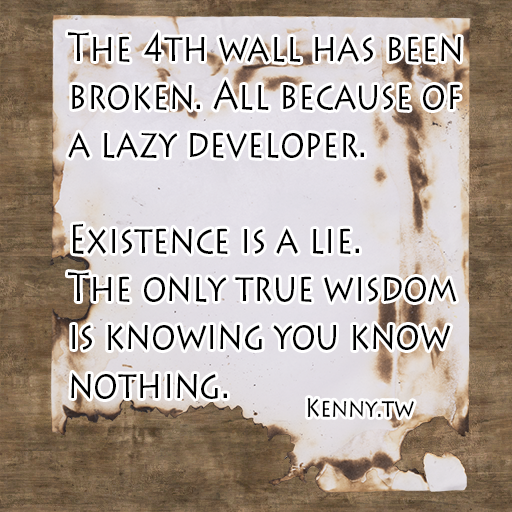 The 4th wall has been
broken. All because of
a lazy developer.
Existence is a lie.
The only true wisdom
is knowing you know
nothing.
Kenny.tw